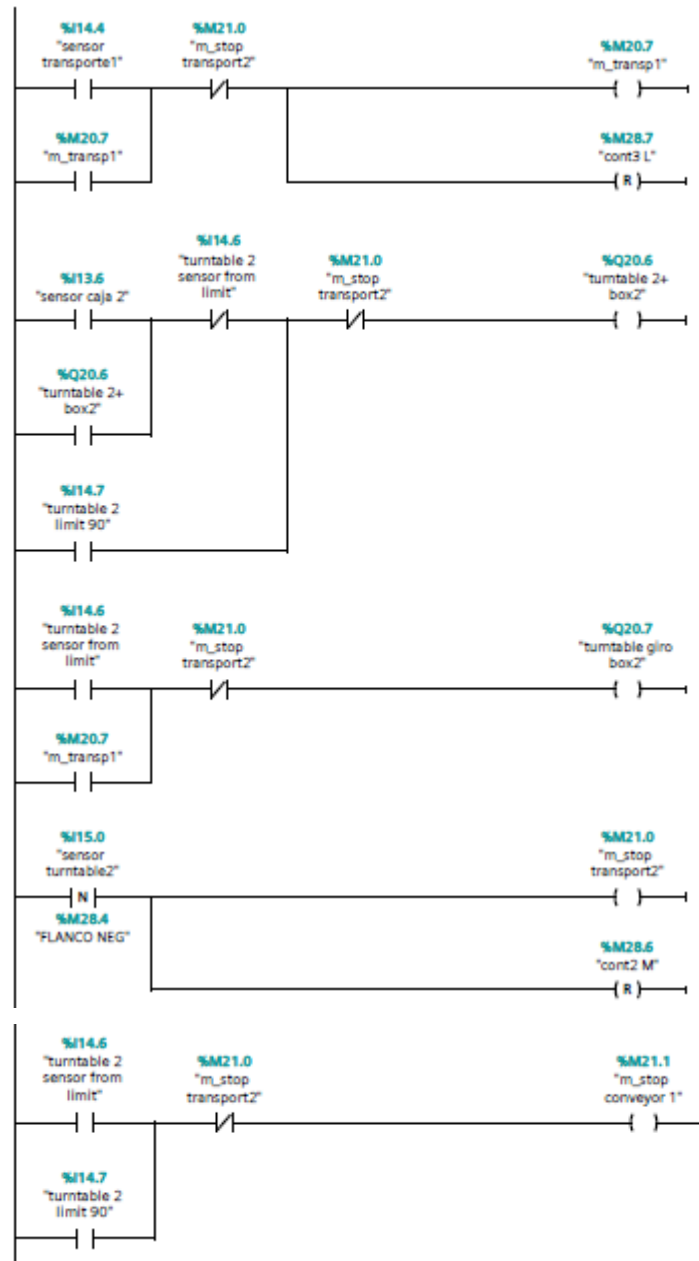 %I14.4
"sensor
transporte1"
%M21.0
"m_stop
transport2"
%M20.7
"m_transp1"
%M20.7
"m_transp1"
%M28.7
"cont3 L"
R
%I13.6
"sensor caja 2"
%I14.6
"turntable 2
sensor from
limit"
%M21.0
"m_stop
transport2"
%Q20.6
"turntable 2+
box2"
%Q20.6
"turntable 2+
box2"
%I14.7
"turntable 2
limit 90"
%I14.6
"turntable 2
sensor from
limit"
%M21.0
"m_stop
transport2"
%Q20.7
"turntable giro
box2"
%M20.7
"m_transp1"
%I15.0
"sensor
turntable2"
N
%M28.4
"FLANCO NEG"
%M21.0
"m_stop
transport2"
%M28.6
"cont2 M"
R
%I14.6
"turntable 2
sensor from
limit"
%M21.0
"m_stop
transport2"
%M21.1
"m_stop
conveyor 1"
%I14.7
"turntable 2
limit 90"